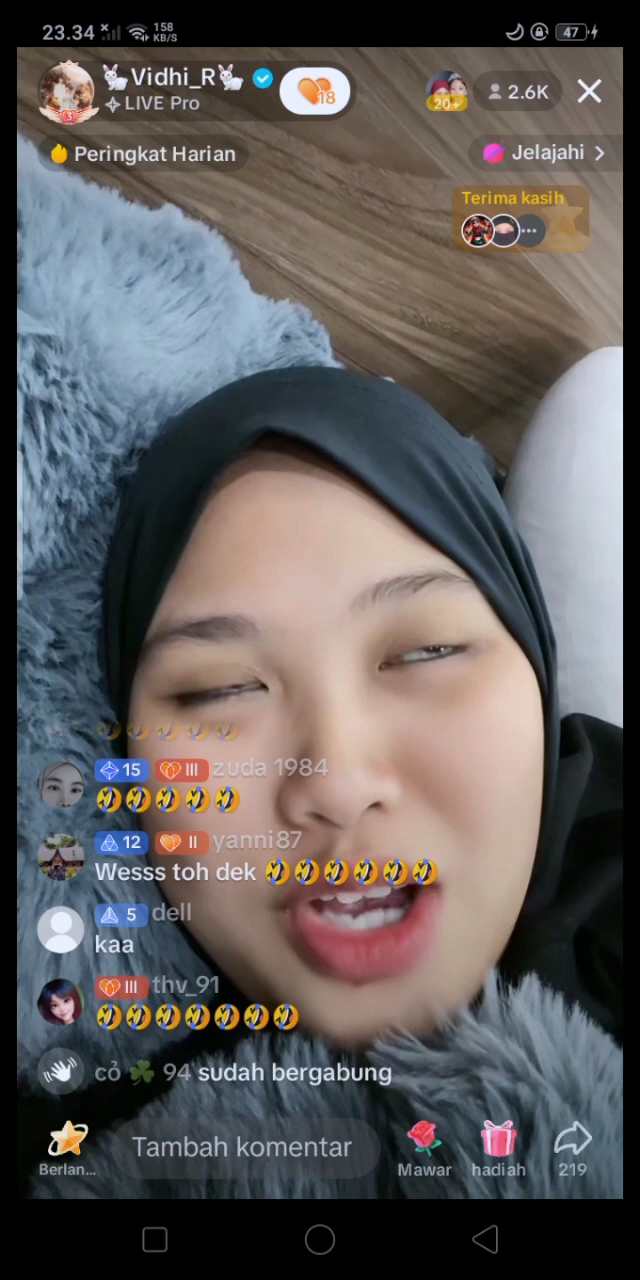 23.34
158
KB/S
47
Vidhi_R
LIVE Pro
18
20+
2.6K
3
Peringkat Harian
Jelajahi
Terima kasih
15 III zuda 1984
12 II yanni87
Wesss toh dek
5 dell
kaa
III thv_91
cỏ 94 sudah bergabung
Berlan...
Tambah komentar
Mawar
hadiah
219